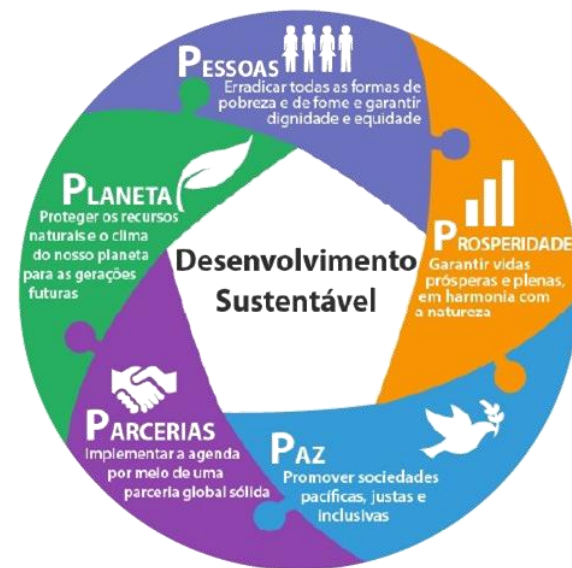 PESSOAS
Erradicar todas as formas de
pobreza e de fome e garantir
dignidade e equidade
PROSPERIDADE
Garantir vidas
prósperas e plenas,
em harmonia com
a natureza
PAZ
Promover sociedades
pacíficas, justas e
inclusivas
PARCERIAS
Implementar a agenda
por meio de uma
parceria global sólida
PLANETA
Proteger os recursos
naturais e o clima
do nosso planeta
para as gerações
futuras
Desenvolvimento
Sustentável